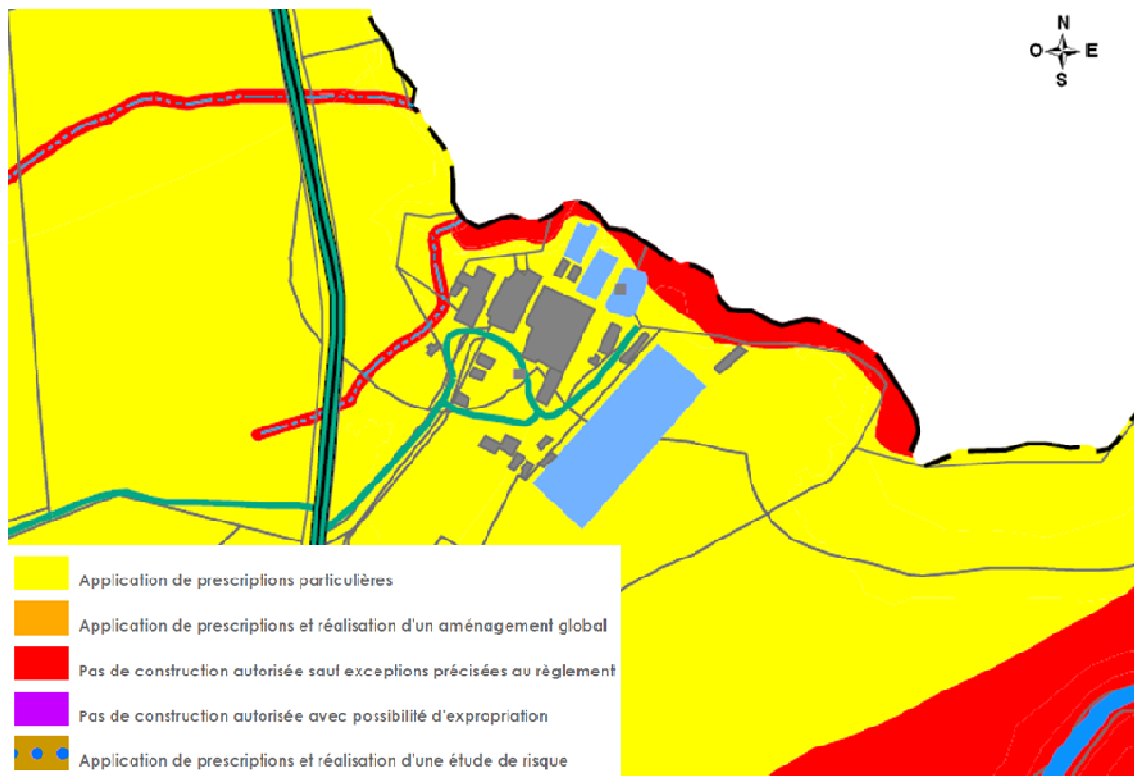 N
O E
S
Application de prescriptions particulières
Application de prescriptions et réalisation d'un aménagement global
Pas de construction autorisée sauf exceptions précisées au règlement
Pas de construction autorisée avec possibilité d'expropriation
Application de prescriptions et réalisation d'une étude de risque